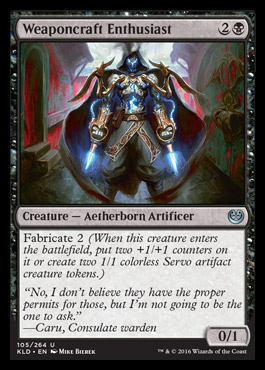 Weaponcraft Enthusiast 2
Creature — Aetherborn Artificer
Fabricate 2 (When this creature enters
the battlefield, put two +1/+1 counters on
it or create two 1/1 colorless Servo artifact
creature tokens.)
“No, I don’t believe they have the proper
permits for those, but I’m not going to be the
one to ask.”
—Caru, Consulate warden
0/1
105/264 U
KLD • EN Mike Bierek
™ & © 2016 Wizards of the Coast